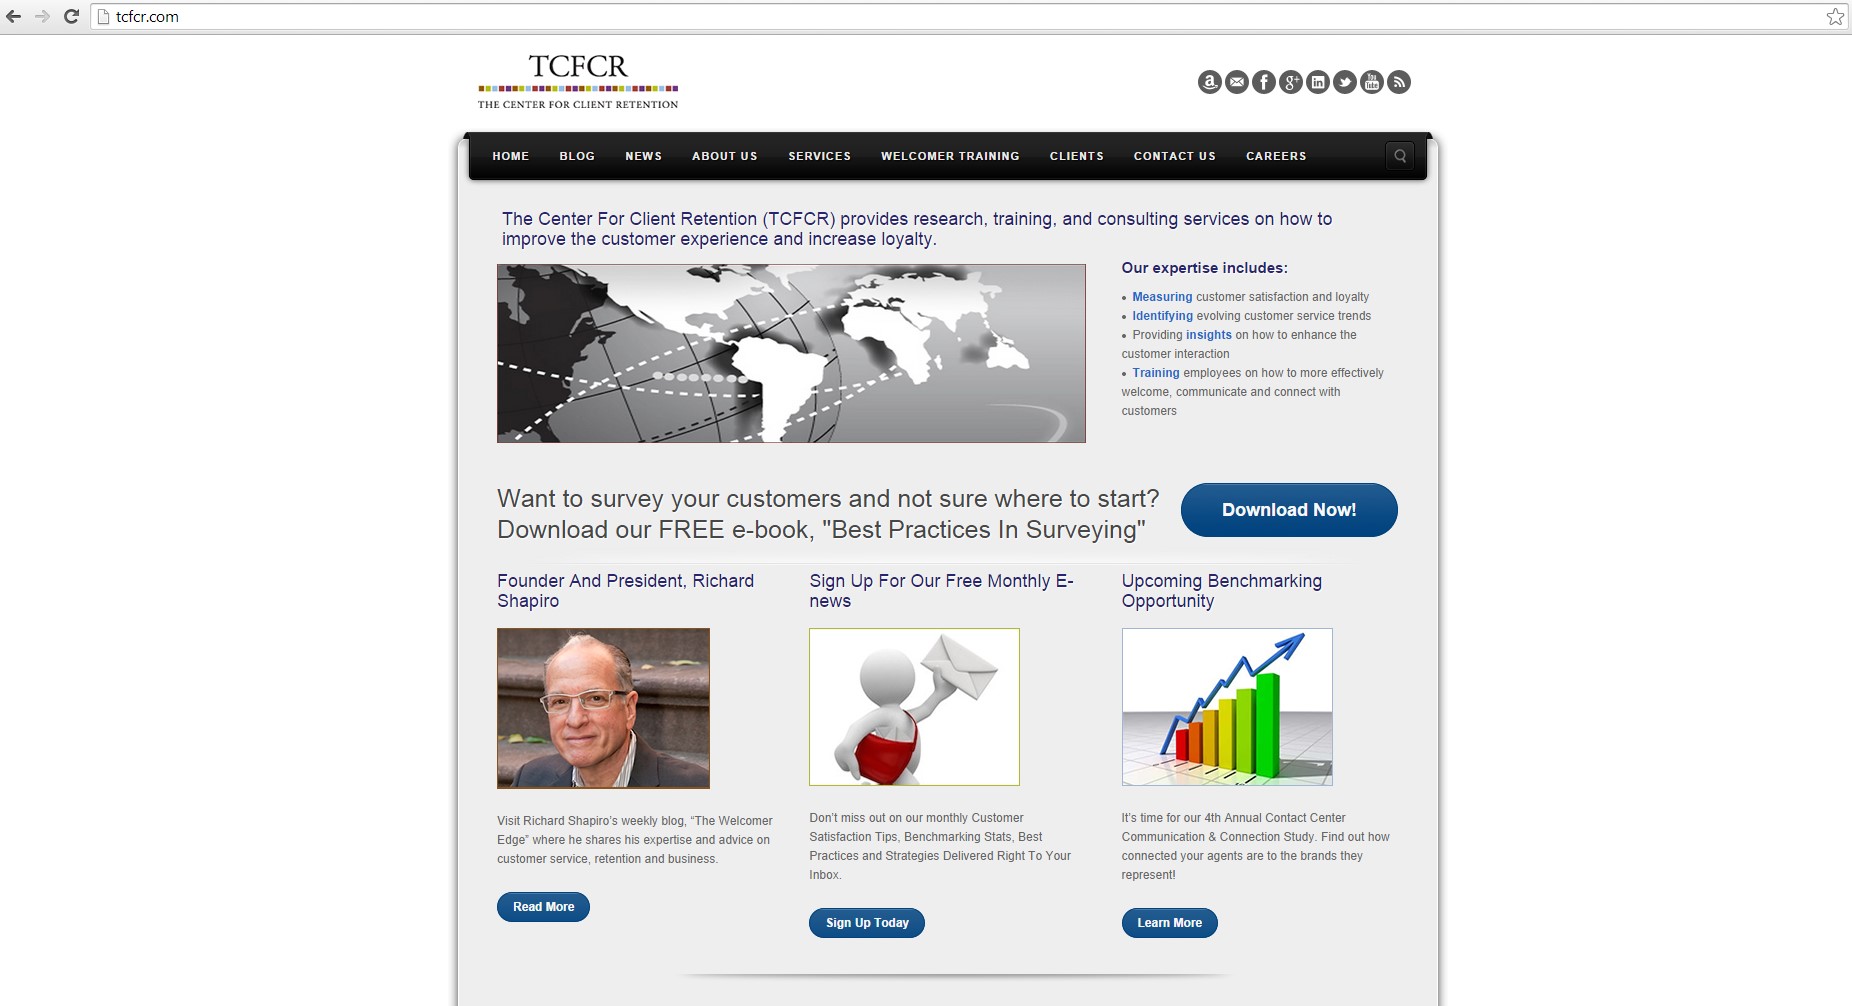 tcfcr.com
TCFCR
THE CENTER FOR CLIENT RETENTION
HOME BLOG NEWS ABOUT US SERVICES WELCOMER TRAINING CLIENTS CONTACT US CAREERS
The Center For Client Retention (TCFCR) provides research, training, and consulting services on how to
improve the customer experience and increase loyalty.
Our expertise includes:
• Measuring customer satisfaction and loyalty
• Identifying evolving customer service trends
• Providing insights on how to enhance the
customer interaction
• Training employees on how to more effectively
welcome, communicate and connect with
customers
Want to survey your customers and not sure where to start?
Download our FREE e-book, "Best Practices In Surveying"
Download Now!
Founder And President, Richard
Shapiro
Visit Richard Shapiro’s weekly blog, “The Welcomer
Edge” where he shares his expertise and advice on
customer service, retention and business.
Read More
Sign Up For Our Free Monthly E-
news
Don’t miss out on our monthly Customer
Satisfaction Tips, Benchmarking Stats, Best
Practices and Strategies Delivered Right To Your
Inbox.
Sign Up Today
Upcoming Benchmarking
Opportunity
It’s time for our 4th Annual Contact Center
Communication & Connection Study. Find out how
connected your agents are to the brands they
represent!
Learn More